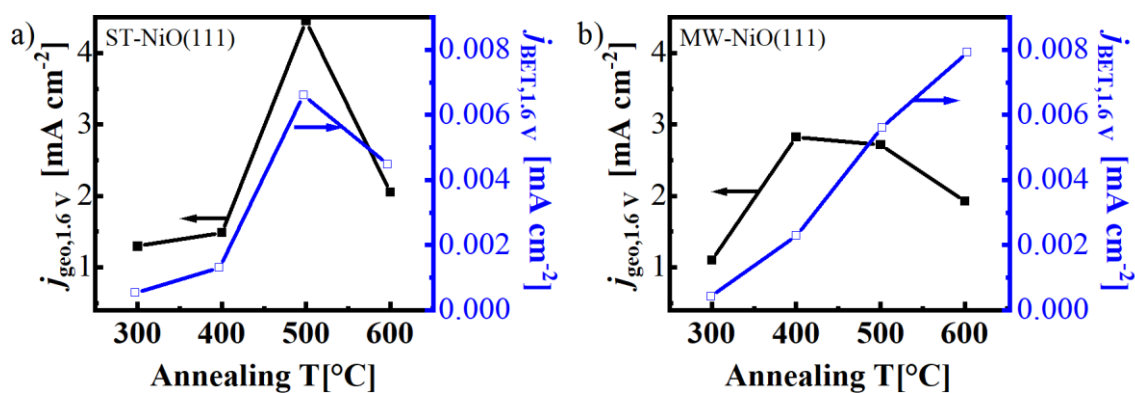 a) ST-NiO(111)
4
3
2
1
j_geo,1.6 V [mA cm⁻²]
0.008
0.006
0.004
0.002
0.000
j_BET,1.6 V [mA cm⁻²]
300 400 500 600
Annealing T[°C]
b) MW-NiO(111)
4
3
2
1
j_geo,1.6 V [mA cm⁻²]
0.008
0.006
0.004
0.002
0.000
j_BET,1.6 V [mA cm⁻²]
300 400 500 600
Annealing T[°C]